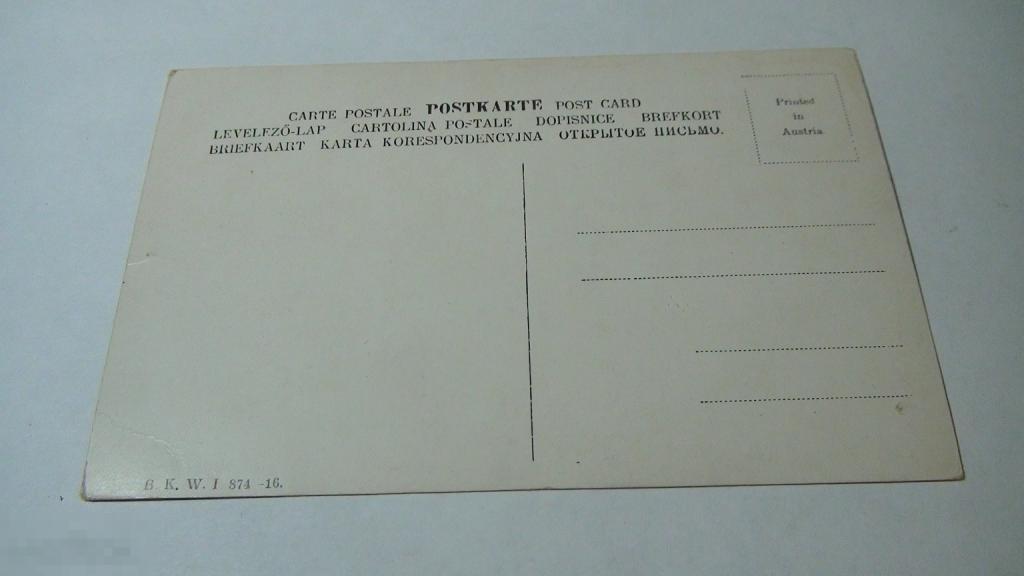 CARTE POSTALE POSTKARTE POST CARD
LEVELEZŐ-LAP CARTOLINA POSTALE DOPISNICE BREFKORT
BRIEFKAART KARTA KORESPONDENCYJNA ОТКРЫТОЕ ПИСЬМО.
Printed
in
Austria
B. K. W. I 874 -16.